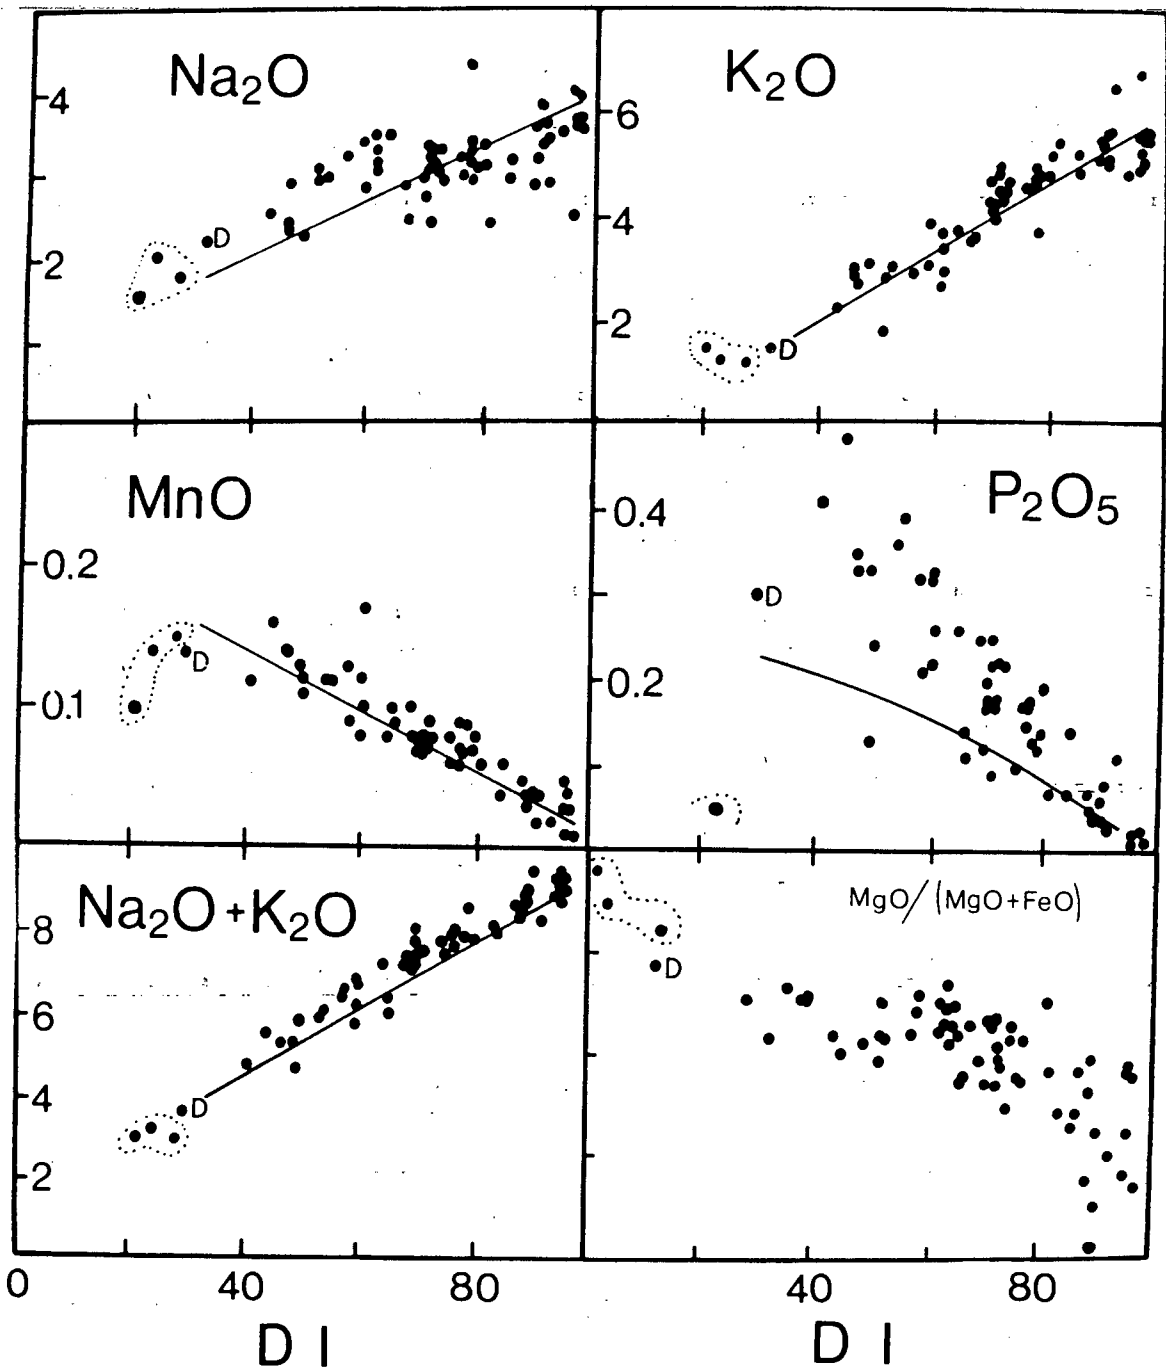 Na₂O
4
2
D
K₂O
6
4
2
D
MnO
0.2
0.1
D
P₂O₅
0.4
0.2
D
Na₂O+K₂O
8
6
4
2
D
MgO/(MgO+FeO)
D
0 40 80
40 80
D I
D I